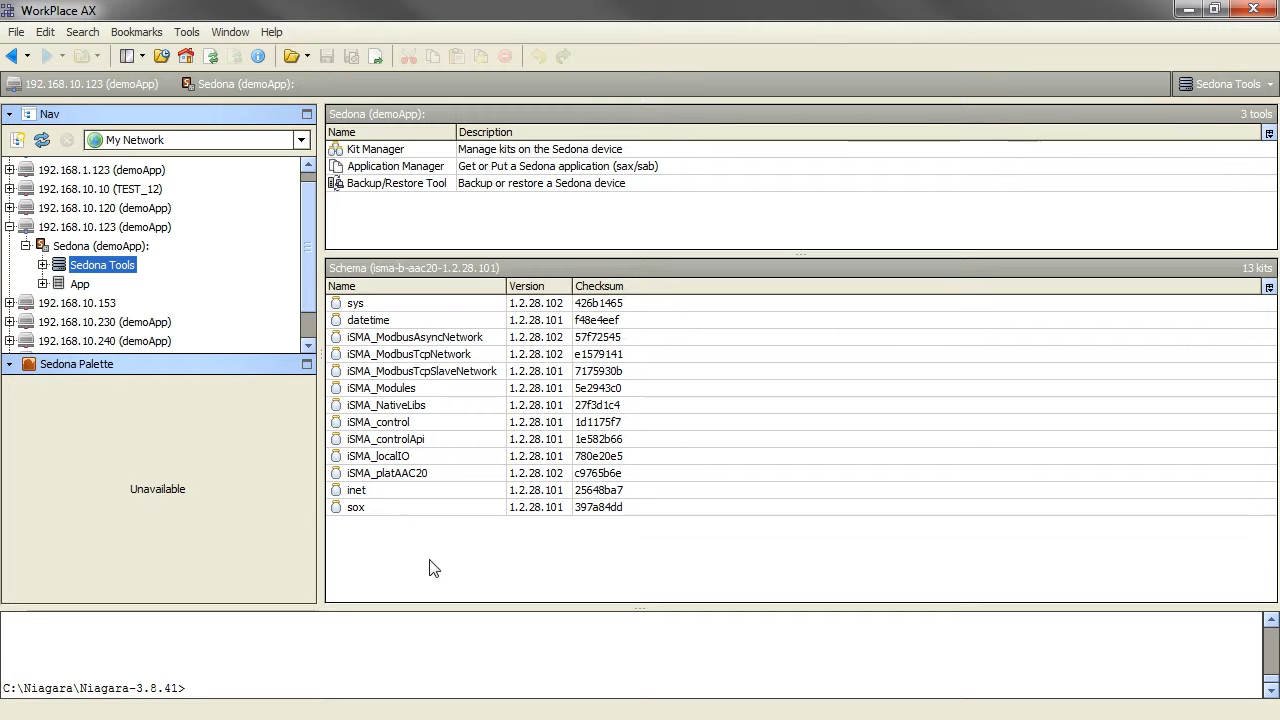 WorkPlace AX
File Edit Search Bookmarks Tools Window Help
192.168.10.123 (demoApp) Sedona (demoApp): Sedona Tools
Nav
My Network
192.168.1.123 (demoApp)
192.168.10.10 (TEST_12)
192.168.10.120 (demoApp)
192.168.10.123 (demoApp)
Sedona (demoApp):
Sedona Tools
App
192.168.10.153
192.168.10.230 (demoApp)
192.168.10.240 (demoApp)
Sedona Palette
Unavailable
Sedona (demoApp): 3 tools
Name Description
Kit Manager Manage kits on the Sedona device
Application Manager Get or Put a Sedona application (sax/sab)
Backup/Restore Tool Backup or restore a Sedona device
Schema (isma-b-aac20-1.2.28.101) 13 kits
Name Version Checksum
sys 1.2.28.102 426b1465
datetime 1.2.28.101 f48e4eef
iSMA_ModbusAsyncNetwork 1.2.28.102 57f72545
iSMA_ModbusTcpNetwork 1.2.28.102 e1579141
iSMA_ModbusTcpSlaveNetwork 1.2.28.101 7175930b
iSMA_Modules 1.2.28.101 5e2943c0
iSMA_NativeLibs 1.2.28.101 27f3d1c4
iSMA_control 1.2.28.101 1d1175f7
iSMA_controlApi 1.2.28.101 1e582b66
iSMA_localIO 1.2.28.101 780e20e5
iSMA_platAAC20 1.2.28.102 c9765b6e
inet 1.2.28.101 25648ba7
sox 1.2.28.101 397a84dd
C:\Niagara\Niagara-3.8.41>